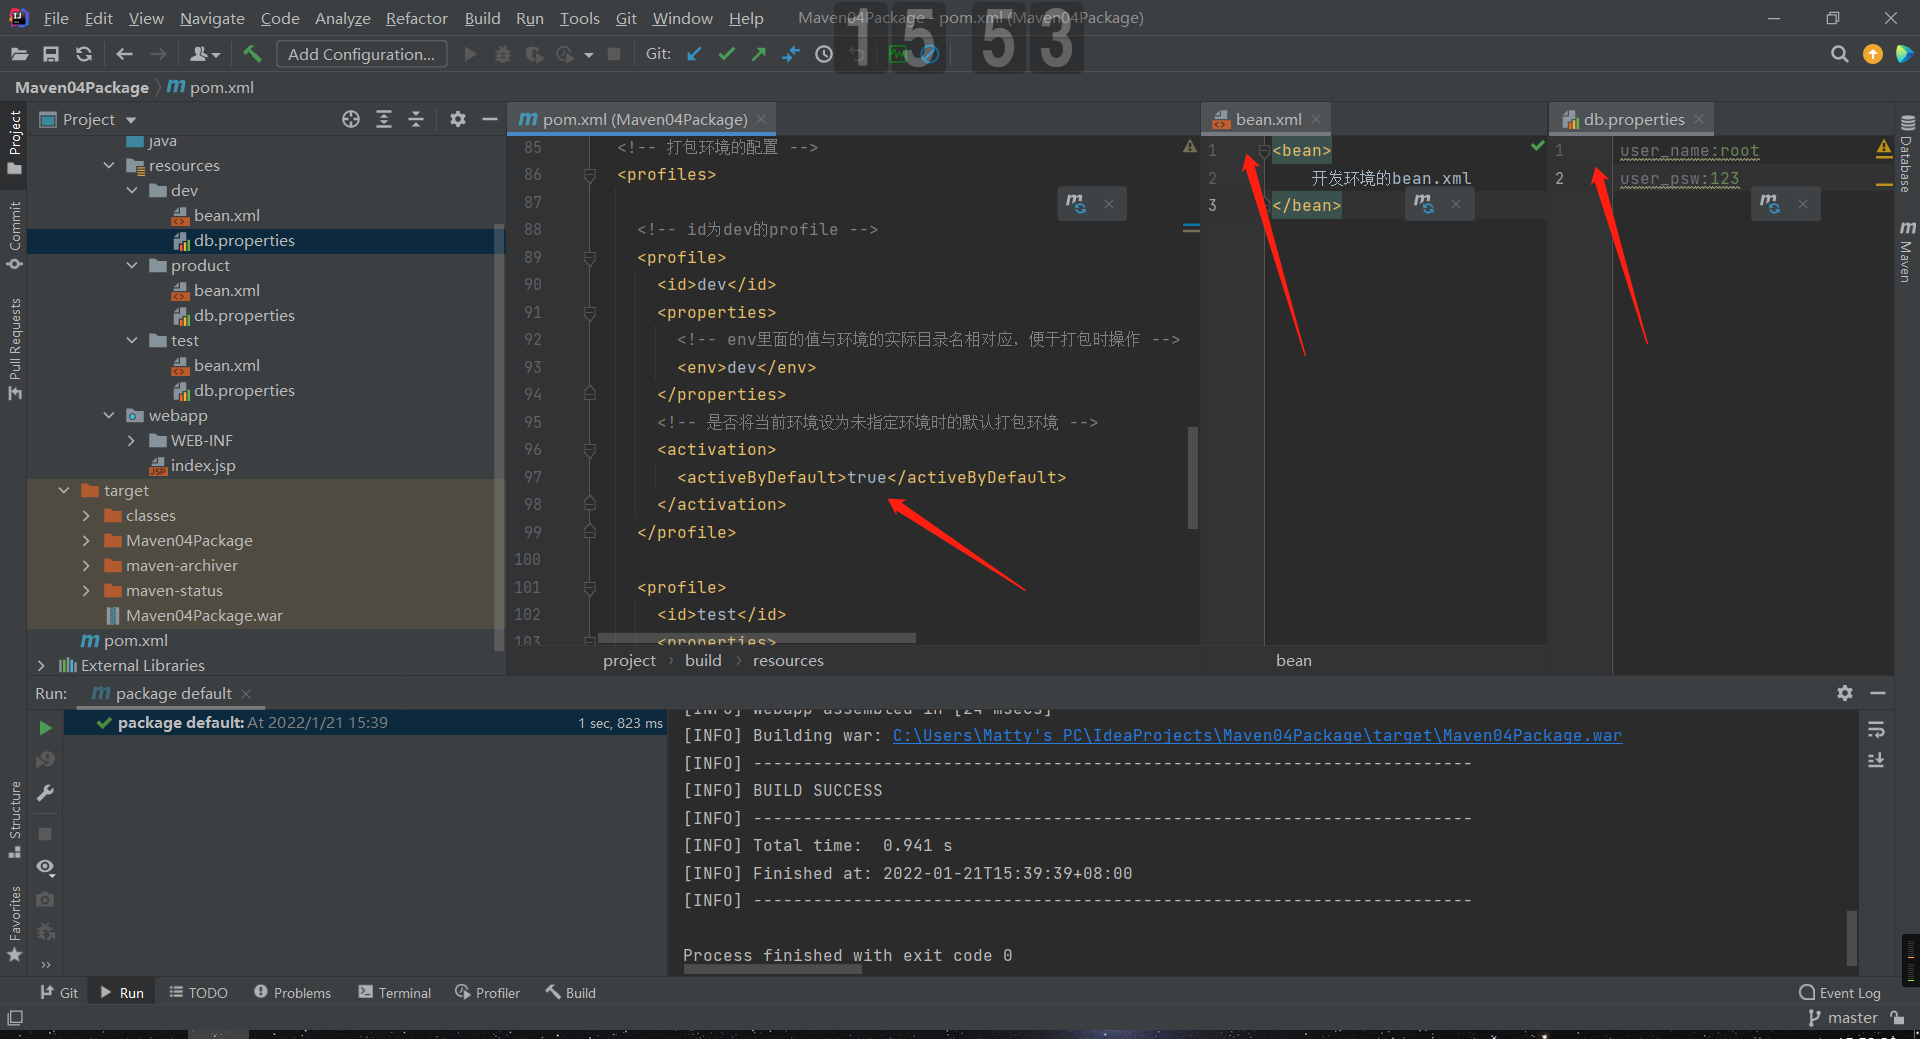 File Edit View Navigate Code Analyze Refactor Build Run Tools Git Window Help Maven04Package - pom.xml (Maven04Package)
15 53
Add Configuration... Git:
Maven04Package pom.xml
Project
Commit
Pull Requests
Structure
Favorites
Project
java
resources
dev
bean.xml
db.properties
product
bean.xml
db.properties
test
bean.xml
db.properties
webapp
WEB-INF
index.jsp
target
classes
Maven04Package
maven-archiver
maven-status
Maven04Package.war
pom.xml
External Libraries
pom.xml (Maven04Package)
85 <!-- 打包环境的配置 -->
86 <profiles>
87
88 <!-- id为dev的profile -->
89 <profile>
90 <id>dev</id>
91 <properties>
92 <!-- env里面的值与环境的实际目录名相对应，便于打包时操作 -->
93 <env>dev</env>
94 </properties>
95 <!-- 是否将当前环境设为未指定环境时的默认打包环境 -->
96 <activation>
97 <activeByDefault>true</activeByDefault>
98 </activation>
99 </profile>
100
101 <profile>
102 <id>test</id>
103 <properties>
project › build › resources
bean.xml
1 <bean>
2 开发环境的bean.xml
3 </bean>
bean
db.properties
1 user_name:root
2 user_psw:123
Database
Maven
Run: package default
package default: At 2022/1/21 15:39 1 sec, 823 ms
[INFO] Webapp assembled in [24 msecs]
[INFO] Building war: C:\Users\Matty's PC\IdeaProjects\Maven04Package\target\Maven04Package.war
[INFO] ------------------------------------------------------------------------
[INFO] BUILD SUCCESS
[INFO] ------------------------------------------------------------------------
[INFO] Total time:  0.941 s
[INFO] Finished at: 2022-01-21T15:39:39+08:00
[INFO] ------------------------------------------------------------------------
Process finished with exit code 0
Git Run TODO Problems Terminal Profiler Build Event Log
master